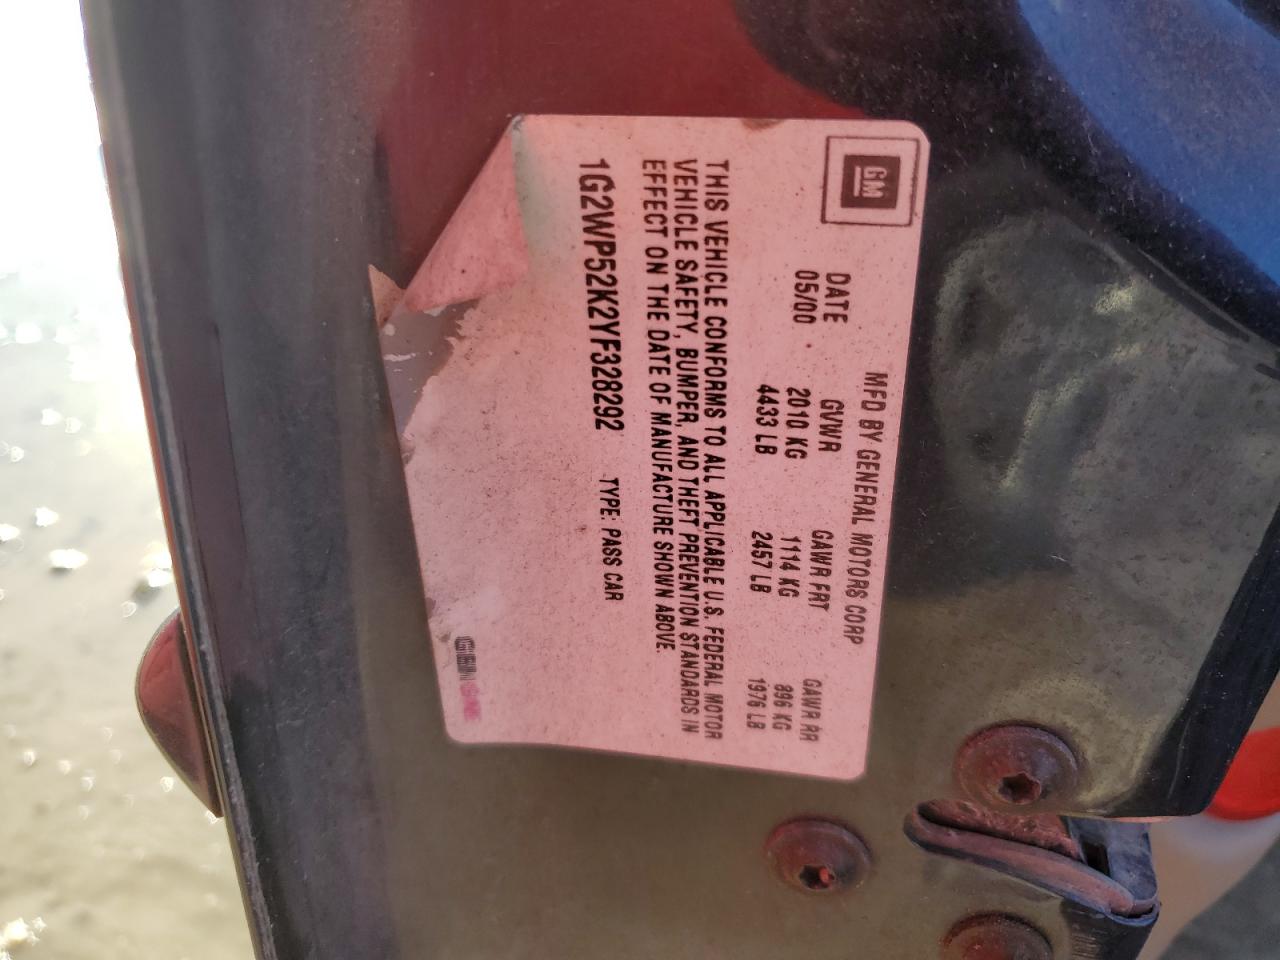 GM
MFD BY GENERAL MOTORS CORP
DATE GVWR GAWR FRT GAWR RR
05/00 2010 KG 1114 KG 896 KG
4433 LB 2457 LB 1976 LB
THIS VEHICLE CONFORMS TO ALL APPLICABLE U.S. FEDERAL MOTOR
VEHICLE SAFETY, BUMPER, AND THEFT PREVENTION STANDARDS IN
EFFECT ON THE DATE OF MANUFACTURE SHOWN ABOVE.
1G2WP52K2YF328292 TYPE: PASS CAR